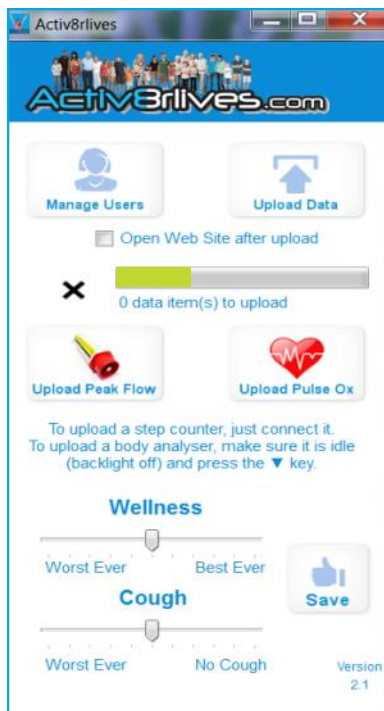 Activ8rlives
Activ8rlives.com
Manage Users
Upload Data
Open Web Site after upload
0 data item(s) to upload
Upload Peak Flow
Upload Pulse Ox
To upload a step counter, just connect it.
To upload a body analyser, make sure it is idle
(backlight off) and press the ▼ key.
Wellness
Worst Ever
Best Ever
Cough
Save
Worst Ever
No Cough
Version
2.1